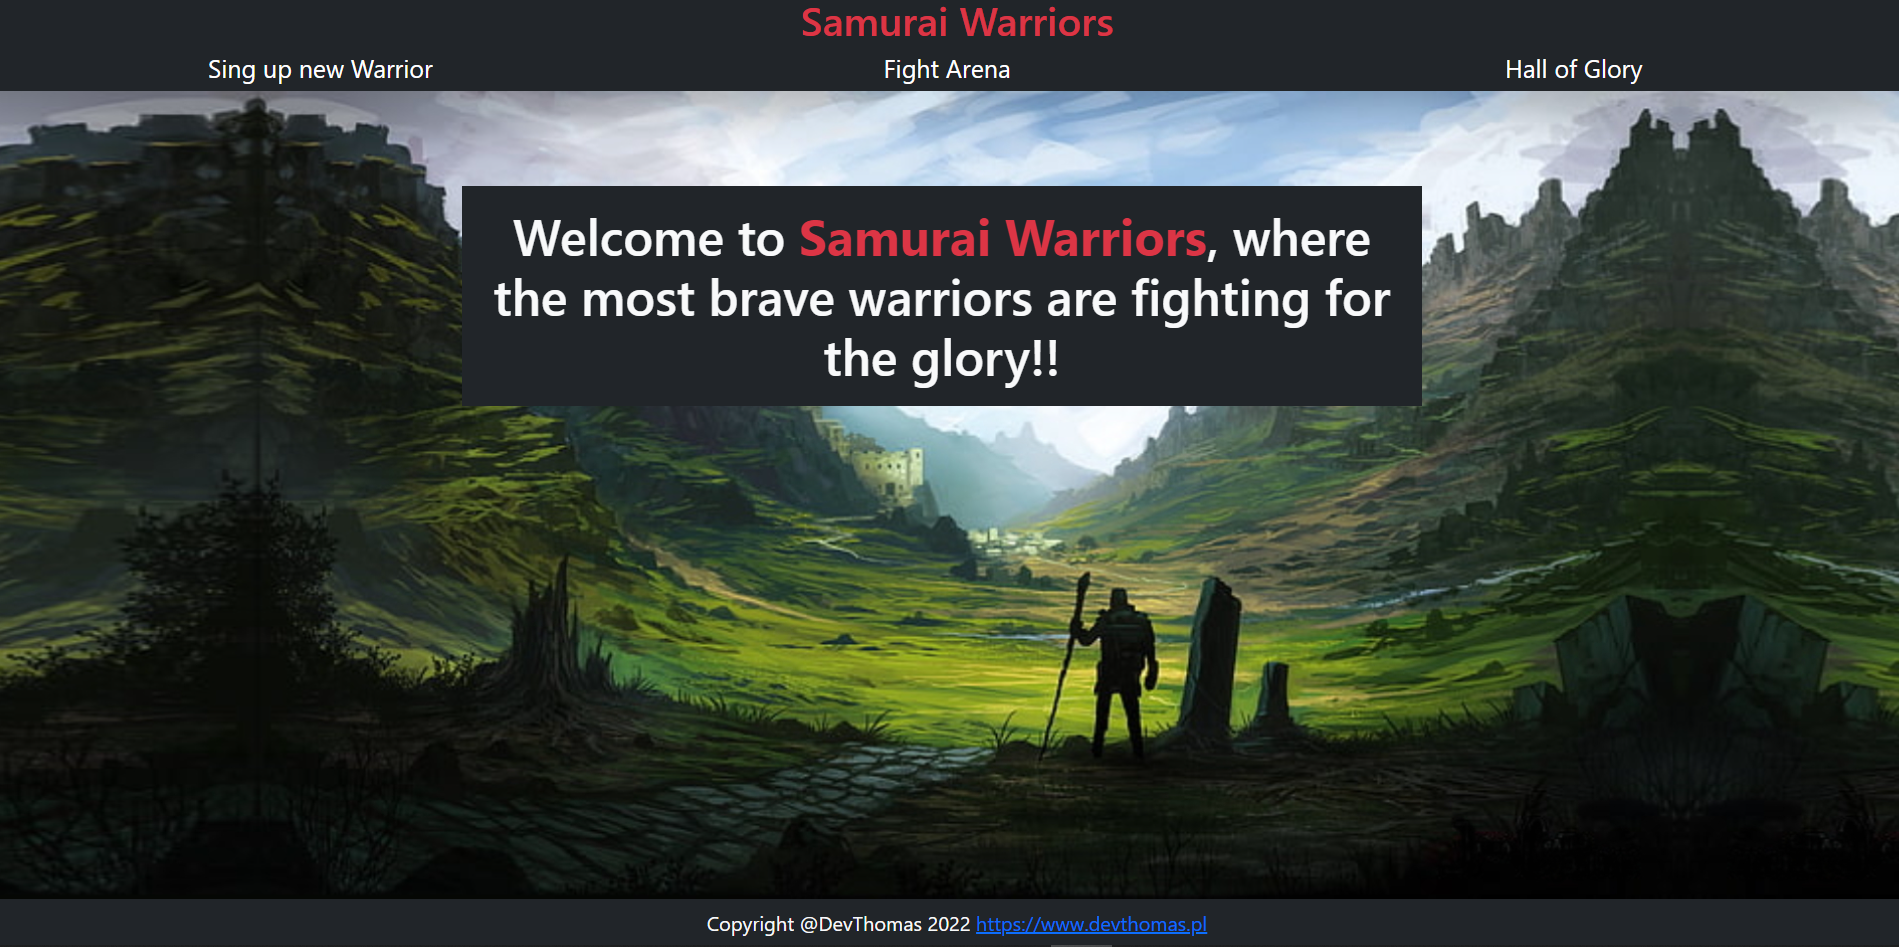 Samurai Warriors
Sing up new Warrior
Fight Arena
Hall of Glory
Welcome to Samurai Warriors, where
the most brave warriors are fighting for
the glory!!
Copyright @DevThomas 2022 https://www.devthomas.pl